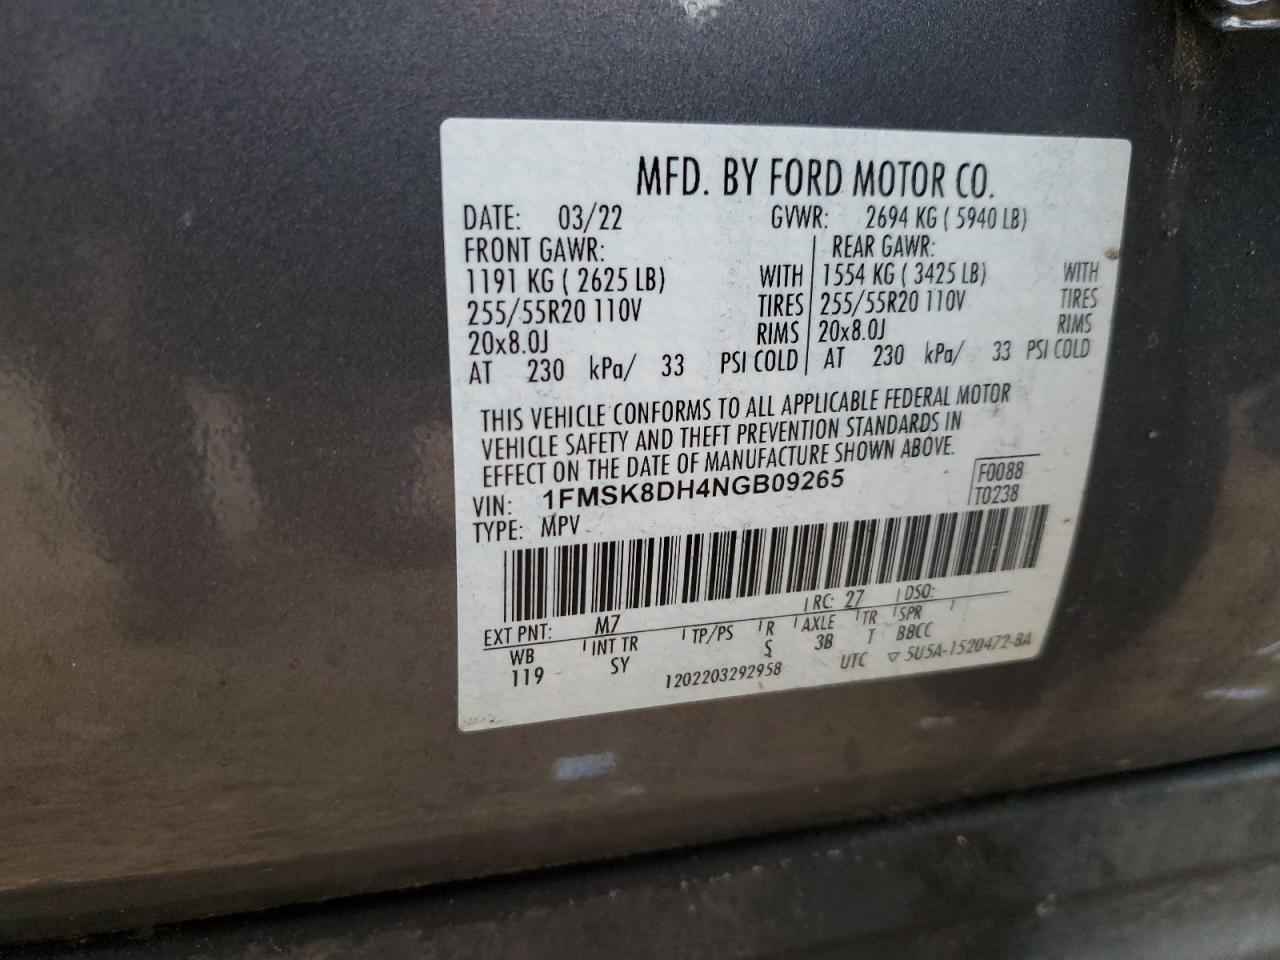 MFD. BY FORD MOTOR CO.
DATE: 03/22 GVWR: 2694 KG ( 5940 LB)
FRONT GAWR: REAR GAWR:
1191 KG ( 2625 LB) WITH 1554 KG ( 3425 LB) WITH
255/55R20 110V TIRES 255/55R20 110V TIRES
20x8.0J RIMS 20x8.0J RIMS
AT 230 kPa/ 33 PSI COLD AT 230 kPa/ 33 PSI COLD
THIS VEHICLE CONFORMS TO ALL APPLICABLE FEDERAL MOTOR
VEHICLE SAFETY AND THEFT PREVENTION STANDARDS IN
EFFECT ON THE DATE OF MANUFACTURE SHOWN ABOVE.
VIN: 1FMSK8DH4NGB09265 F0088
TYPE: MPV T0238
EXT PNT: M7 RC: 27 DSO:
WB INT TR TP/PS R AXLE TR SPR
119 SY S 3B T BBCC
1202203292958 UTC ▽ 5U5A-1520472-BA